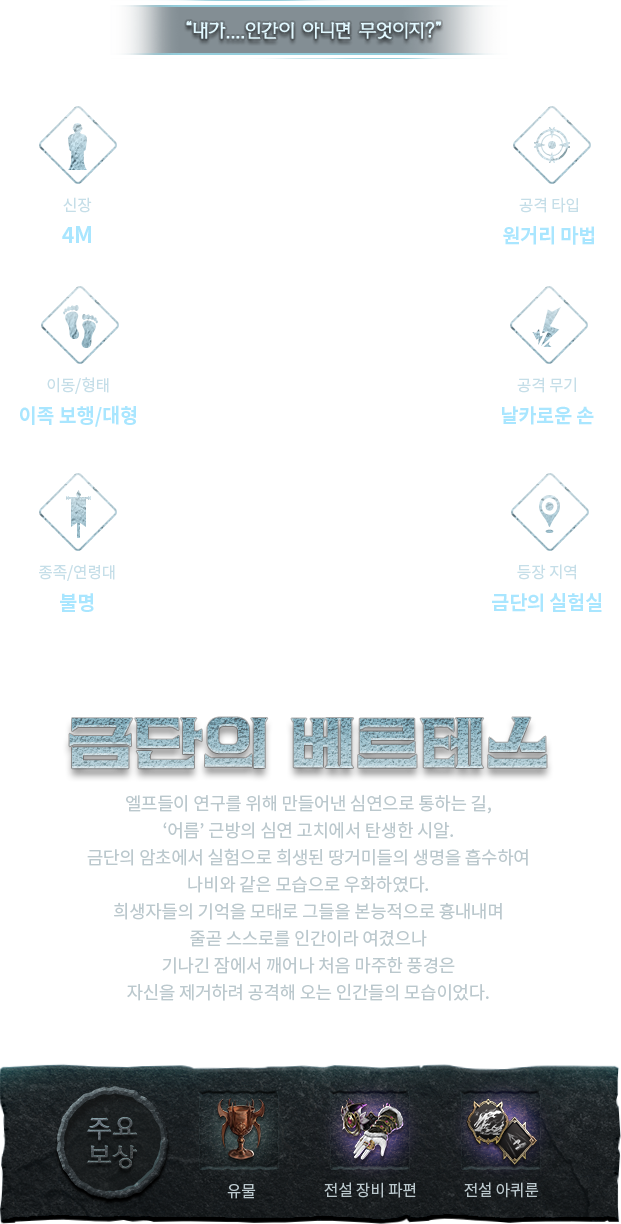 “내가....인간이 아니면 무엇이지?”
신장
4M
공격 타입
원거리 마법
이동/형태
이족 보행/대형
공격 무기
날카로운 손
종족/연령대
불명
등장 지역
금단의 실험실
금단의 베르테스
엘프들이 연구를 위해 만들어낸 심연으로 통하는 길,
‘어름’ 근방의 심연 고치에서 탄생한 시알.
금단의 암초에서 실험으로 희생된 땅거미들의 생명을 흡수하여
나비와 같은 모습으로 우화하였다.
희생자들의 기억을 모태로 그들을 본능적으로 흉내내며
줄곧 스스로를 인간이라 여겼으나
기나긴 잠에서 깨어나 처음 마주한 풍경은
자신을 제거하려 공격해 오는 인간들의 모습이었다.
주요
보상
유물
전설 장비 파편
전설 아퀴룬